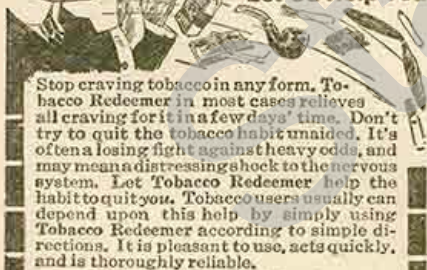 Stop craving tobacco in any form. To-
bacco Redeemer in most cases relieves
all craving for it in a few days' time. Don't
try to quit the tobacco habit unaided. It's
often a losing fight against heavy odds, and
may mean a distressing shock to the nervous
system. Let Tobacco Redeemer help the
habit to quit you. Tobacco users usually can
depend upon this help by simply using
Tobacco Redeemer according to simple di-
rections. It is pleasant to use, acts quickly,
and is thoroughly reliable.